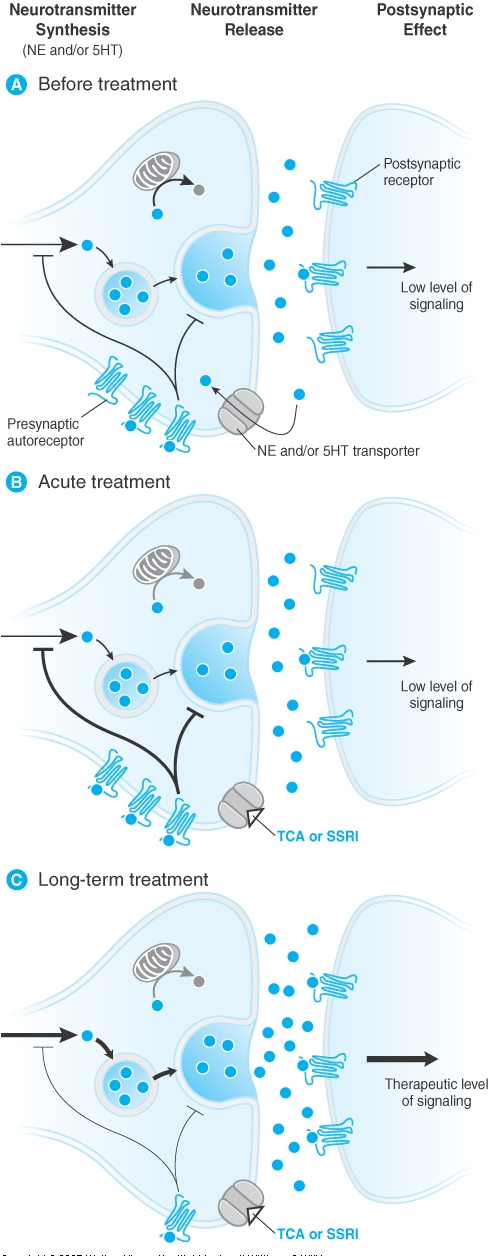 Neurotransmitter Synthesis
(NE and/or 5HT)
Neurotransmitter Release
Postsynaptic Effect
A Before treatment
Postsynaptic
receptor
Low level of
signaling
Presynaptic
autoreceptor
NE and/or 5HT transporter
B Acute treatment
Low level of
signaling
TCA or SSRI
C Long-term treatment
Therapeutic level
of signaling
TCA or SSRI